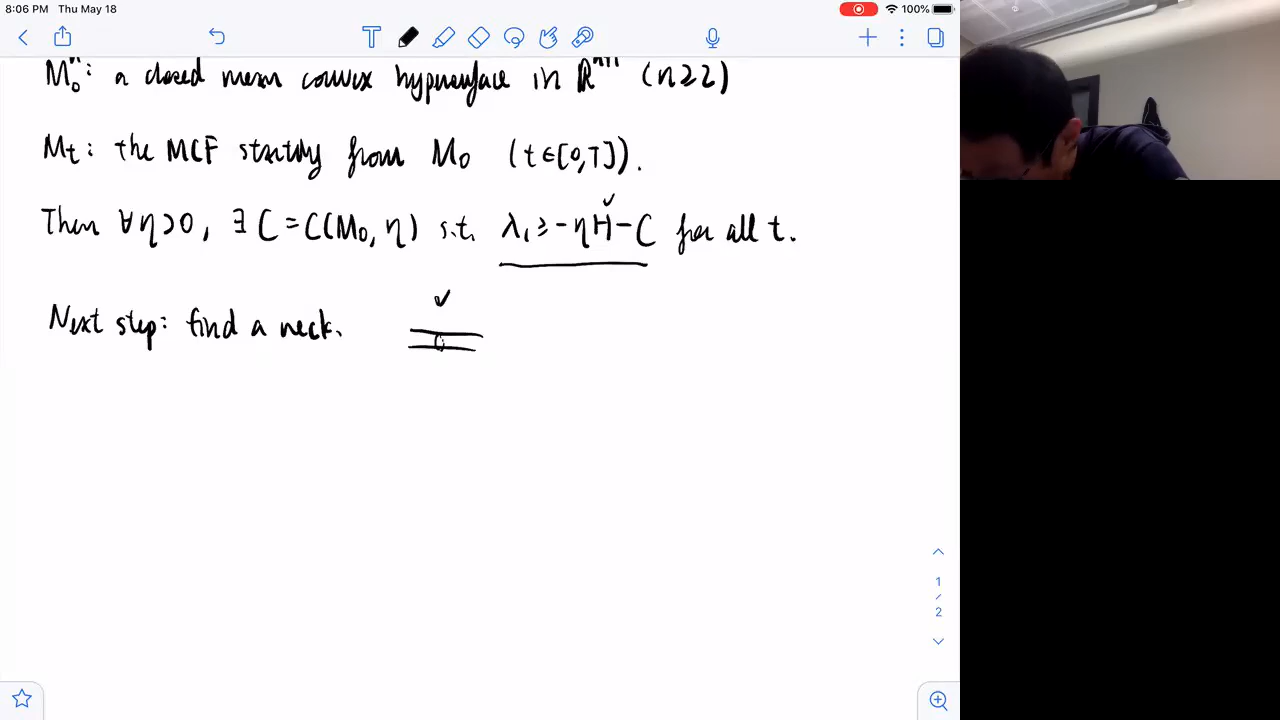 8:06 PM Thu May 18
100%
M₀ⁿ: a closed mean convex hypersurface in ℝⁿ⁺¹ (n≥2)
Mt: the MCF starting from M₀ (t∈[0,T]).
Then ∀η>0, ∃ C = C(M₀, η) s.t. λ₁ ≥ -ηH - C for all t.
Next step: find a neck.
1
/
2